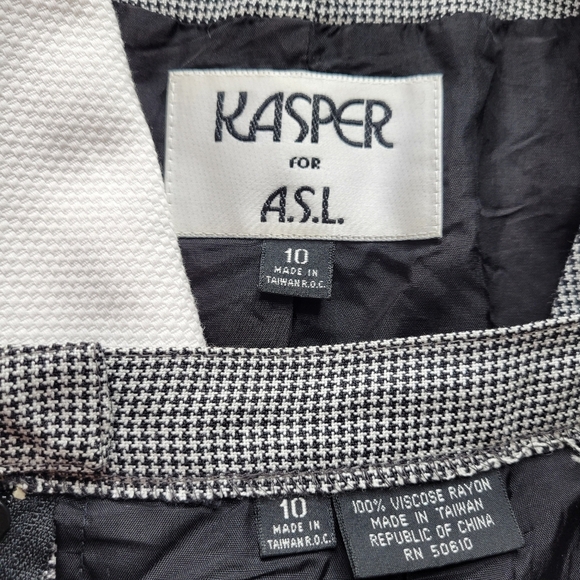 KASPER
FOR
A.S.L.
10
MADE IN
TAIWAN R.O.C.
10
MADE IN
TAIWAN R.O.C.
100% VISCOSE RAYON
MADE IN TAIWAN
REPUBLIC OF CHINA
RN 50610